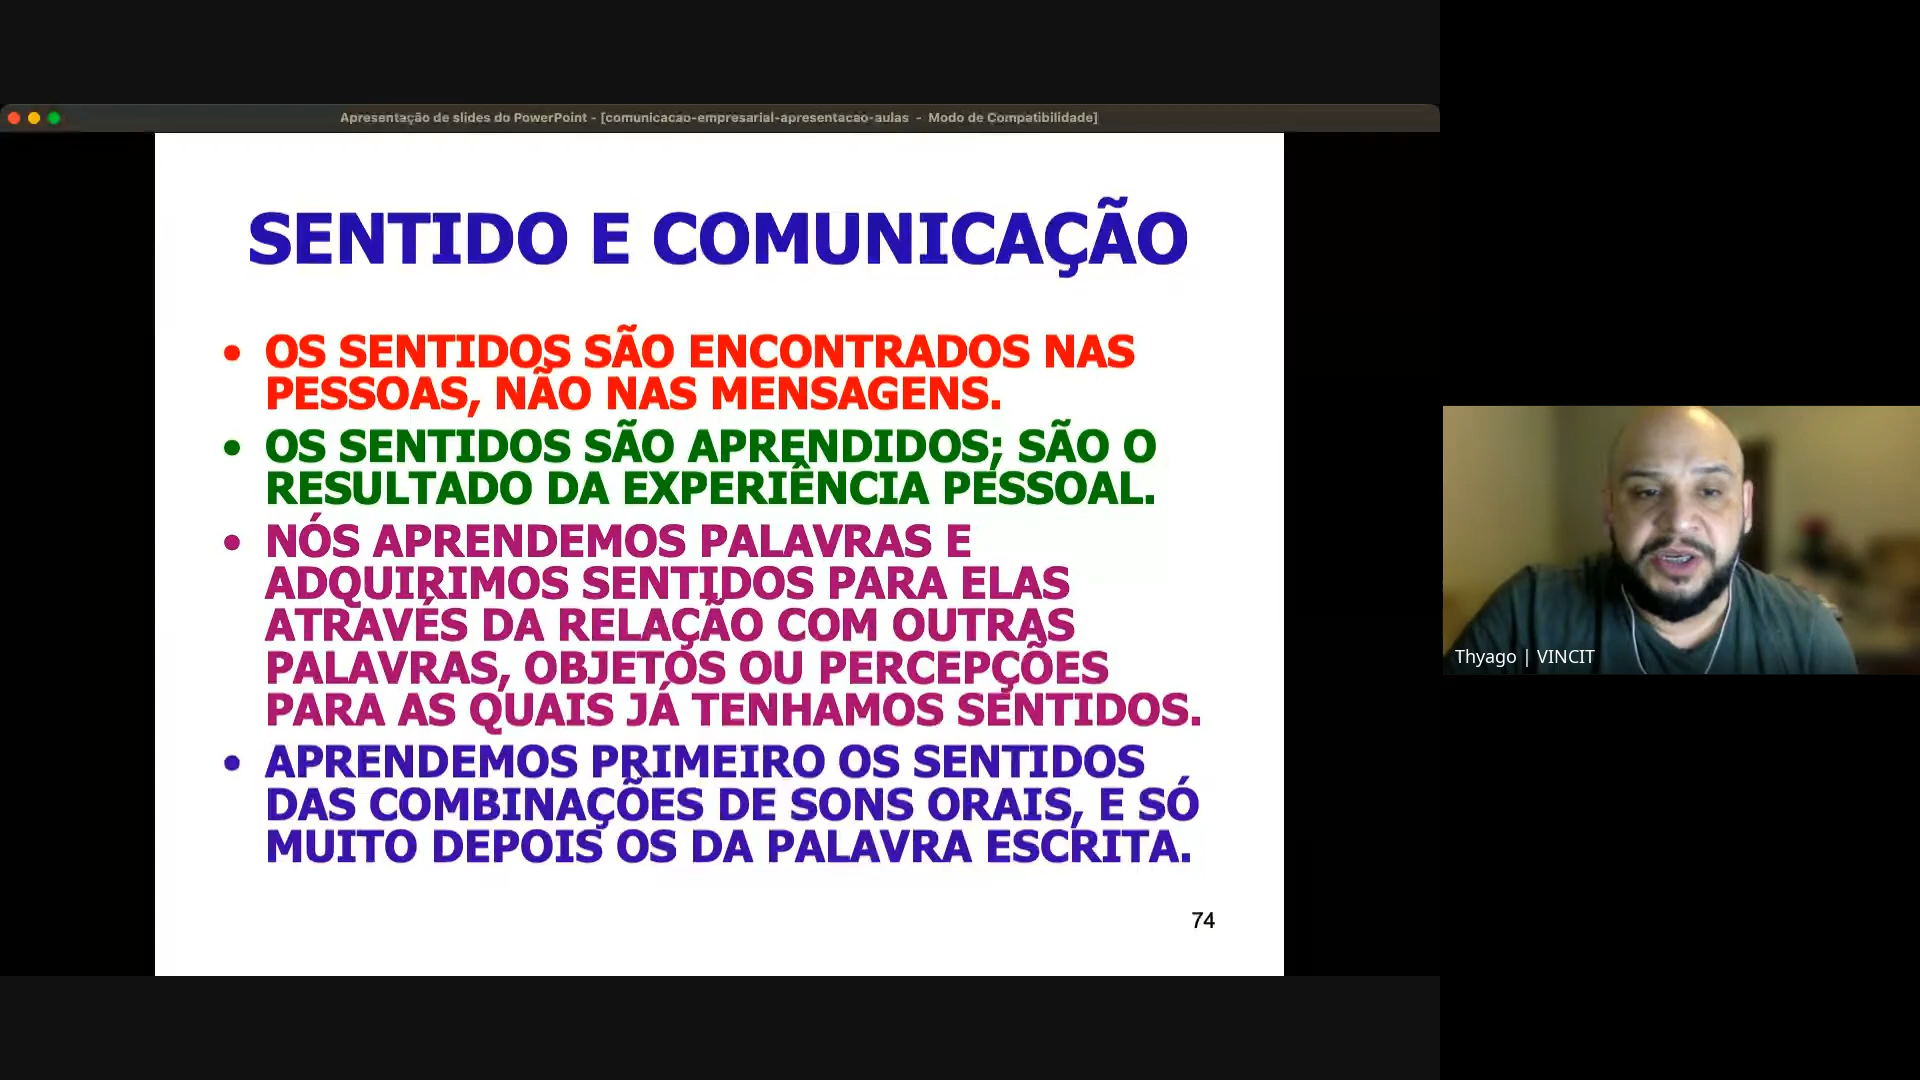 Apresentação de slides do PowerPoint - [comunicacao-empresarial-apresentacao-aulas - Modo de Compatibilidade]
SENTIDO E COMUNICAÇÃO
• OS SENTIDOS SÃO ENCONTRADOS NAS
PESSOAS, NÃO NAS MENSAGENS.
• OS SENTIDOS SÃO APRENDIDOS; SÃO O
RESULTADO DA EXPERIÊNCIA PESSOAL.
• NÓS APRENDEMOS PALAVRAS E
ADQUIRIMOS SENTIDOS PARA ELAS
ATRAVÉS DA RELAÇÃO COM OUTRAS
PALAVRAS, OBJETOS OU PERCEPÇÕES
PARA AS QUAIS JÁ TENHAMOS SENTIDOS.
• APRENDEMOS PRIMEIRO OS SENTIDOS
DAS COMBINAÇÕES DE SONS ORAIS, E SÓ
MUITO DEPOIS OS DA PALAVRA ESCRITA.
74
Thyago | VINCIT